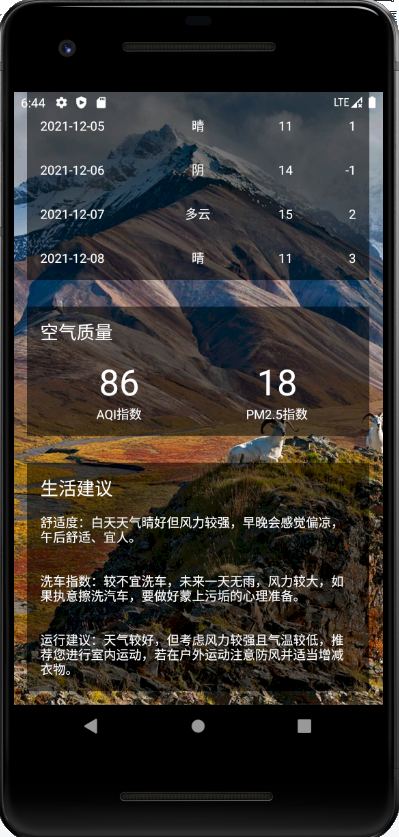 6:44 LTE
2021-12-05 晴 11 1
2021-12-06 阴 14 -1
2021-12-07 多云 15 2
2021-12-08 晴 11 3
空气质量
86 18
AQI指数 PM2.5指数
生活建议
舒适度：白天天气晴好但风力较强，早晚会感觉偏凉，
午后舒适、宜人。
洗车指数：较不宜洗车，未来一天无雨，风力较大，如
果执意擦洗汽车，要做好蒙上污垢的心理准备。
运行建议：天气较好，但考虑风力较强且气温较低，推
荐您进行室内运动，若在户外运动注意防风并适当增减
衣物。